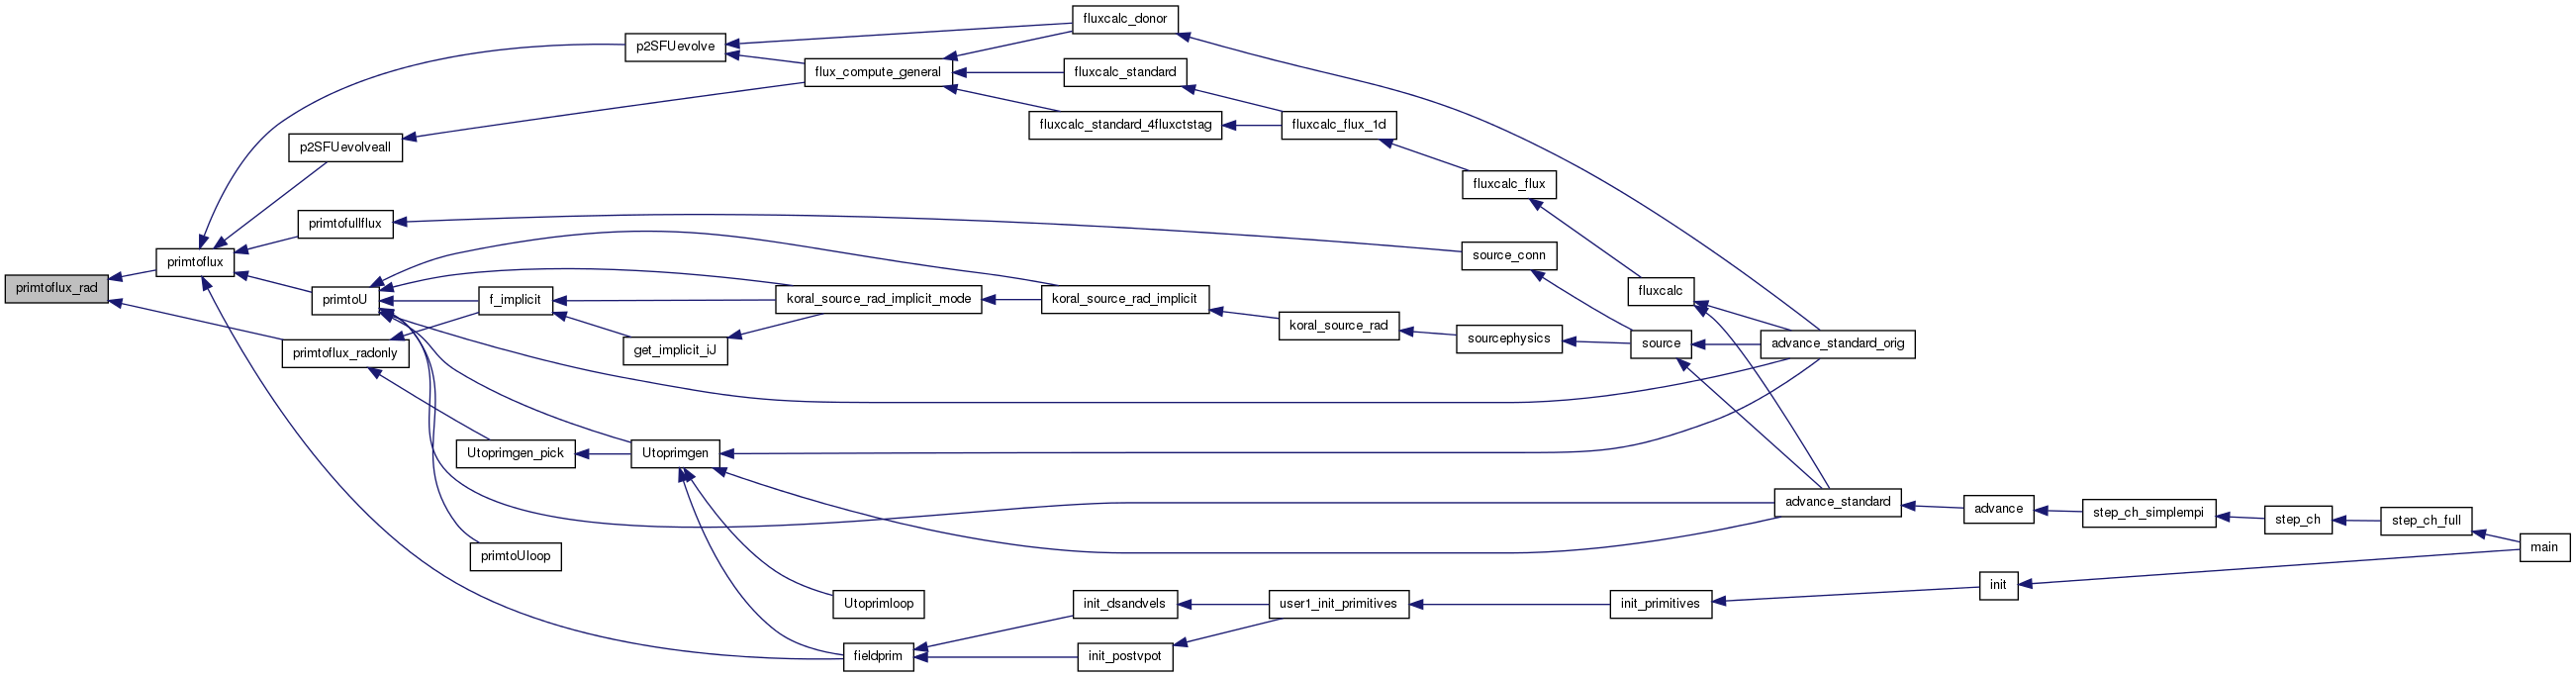 fluxcalc_donor
p2SFUevolve
flux_compute_general
fluxcalc_standard
fluxcalc_standard_4fluxctstag
fluxcalc_flux_1d
p2SFUevolveall
fluxcalc_flux
primtofullflux
source_conn
primtoflux
primtoflux_rad
primtoU
f_implicit
koral_source_rad_implicit_mode
koral_source_rad_implicit
fluxcalc
koral_source_rad
sourcephysics
source
advance_standard_orig
primtoflux_radonly
get_implicit_iJ
Utoprimgen_pick
Utoprimgen
advance_standard
advance
step_ch_simplempi
step_ch
step_ch_full
main
primtoUloop
init
Utoprimloop
init_dsandvels
user1_init_primitives
init_primitives
fieldprim
init_postvpot